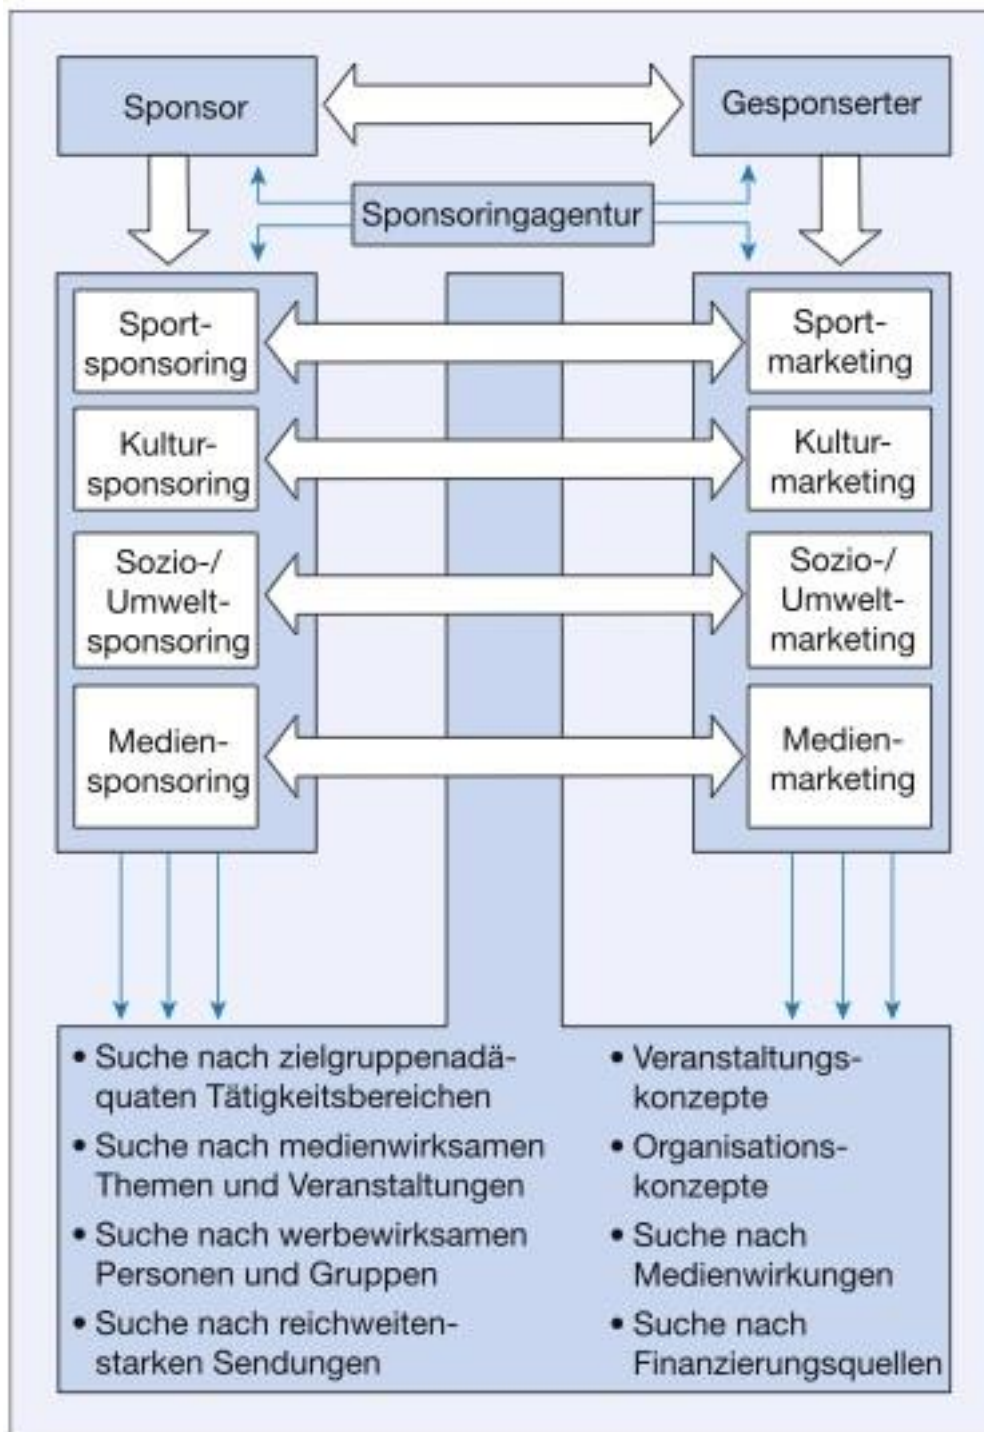 Sponsor
Gesponserter
Sponsoringagentur
Sport-
sponsoring
Sport-
marketing
Kultur-
sponsoring
Kultur-
marketing
Sozio-/
Umwelt-
sponsoring
Sozio-/
Umwelt-
marketing
Medien-
sponsoring
Medien-
marketing
• Suche nach zielgruppenadä-
quaten Tätigkeitsbereichen
• Suche nach medienwirksamen
Themen und Veranstaltungen
• Suche nach werbewirksamen
Personen und Gruppen
• Suche nach reichweiten-
starken Sendungen
• Veranstaltungs-
konzepte
• Organisations-
konzepte
• Suche nach
Medienwirkungen
• Suche nach
Finanzierungsquellen